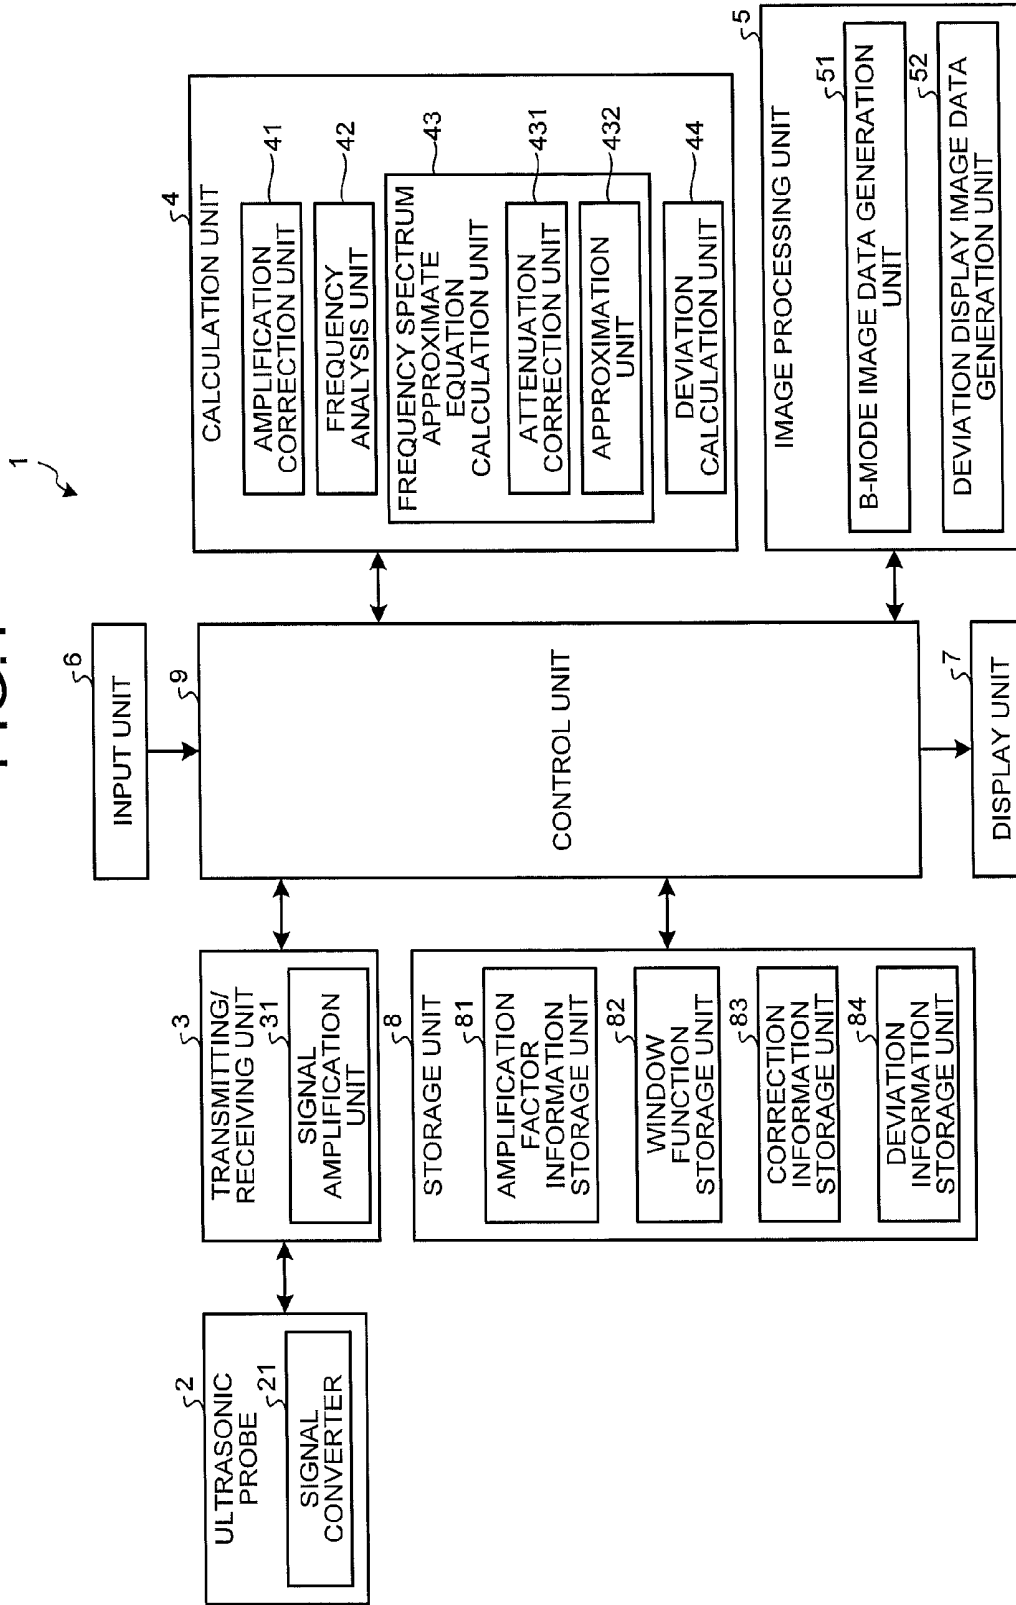 1
2
ULTRASONIC
PROBE
21
SIGNAL
CONVERTER
3
TRANSMITTING/
RECEIVING UNIT
31
SIGNAL
AMPLIFICATION
UNIT
8
STORAGE UNIT
81
AMPLIFICATION
FACTOR
INFORMATION
STORAGE UNIT
82
WINDOW
FUNCTION
STORAGE UNIT
83
CORRECTION
INFORMATION
STORAGE UNIT
84
DEVIATION
INFORMATION
STORAGE UNIT
6
INPUT UNIT
9
CONTROL UNIT
7
DISPLAY UNIT
4
CALCULATION UNIT
AMPLIFICATION
CORRECTION UNIT
41
FREQUENCY
ANALYSIS UNIT
42
FREQUENCY SPECTRUM
APPROXIMATE
EQUATION
CALCULATION UNIT
43
ATTENUATION
CORRECTION UNIT
431
APPROXIMATION
UNIT
432
DEVIATION
CALCULATION UNIT
44
5
IMAGE PROCESSING UNIT
51
B-MODE IMAGE DATA GENERATION
UNIT
52
DEVIATION DISPLAY IMAGE DATA
GENERATION UNIT